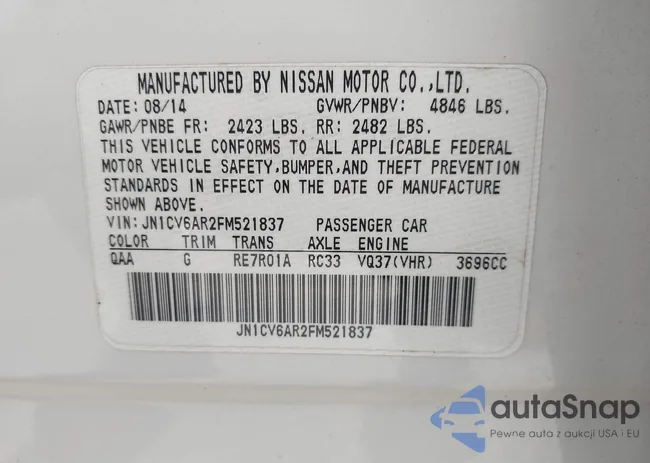 MANUFACTURED BY NISSAN MOTOR CO.,LTD.
DATE: 08/14 GVWR/PNBV: 4846 LBS.
GAWR/PNBE FR: 2423 LBS. RR: 2482 LBS.
THIS VEHICLE CONFORMS TO ALL APPLICABLE FEDERAL
MOTOR VEHICLE SAFETY,BUMPER,AND THEFT PREVENTION
STANDARDS IN EFFECT ON THE DATE OF MANUFACTURE
SHOWN ABOVE.
VIN:JN1CV6AR2FM521837 PASSENGER CAR
COLOR TRIM TRANS AXLE ENGINE
QAA G RE7R01A RC33 VQ37(VHR) 3696CC
JN1CV6AR2FM521837
autaSnap
Pewne auta z aukcji USA i EU